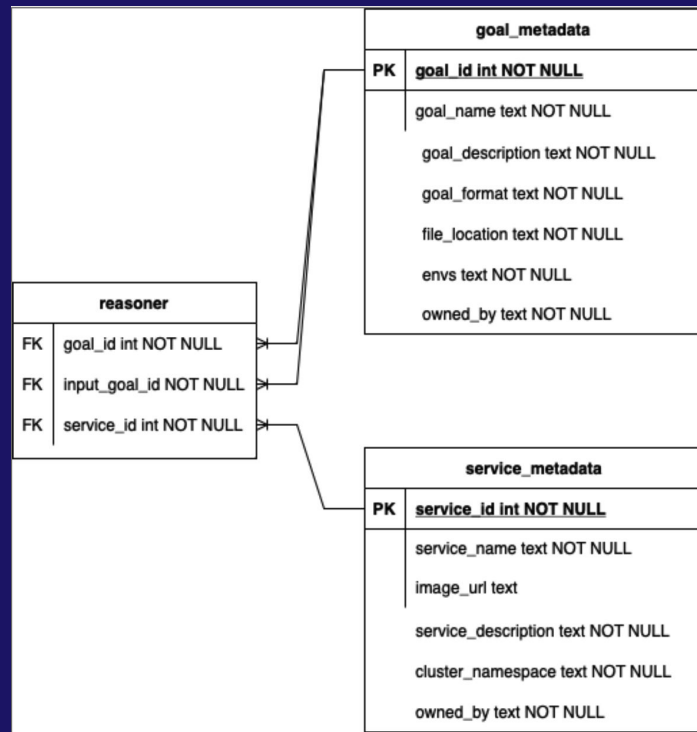 goal_metadata
PK goal_id int NOT NULL
goal_name text NOT NULL
goal_description text NOT NULL
goal_format text NOT NULL
file_location text NOT NULL
envs text NOT NULL
owned_by text NOT NULL
reasoner
FK goal_id int NOT NULL
FK input_goal_id NOT NULL
FK service_id int NOT NULL
service_metadata
PK service_id int NOT NULL
service_name text NOT NULL
image_url text
service_description text NOT NULL
cluster_namespace text NOT NULL
owned_by text NOT NULL